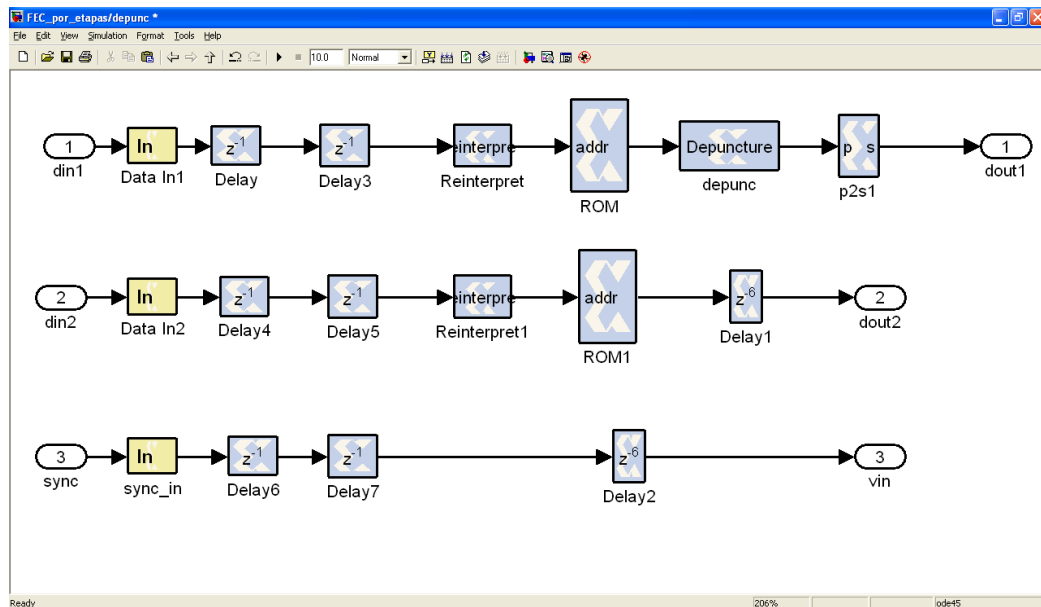 FEC_por_etapas/depunc *
File Edit View Simulation Format Tools Help
10.0 Normal
1 In z-1 z-1 einterpre addr Depuncture p s 1
din1 Data In1 Delay Delay3 Reinterpret ROM depunc p2s1 dout1
2 In z-1 z-1 einterpre addr z-6 2
din2 Data In2 Delay4 Delay5 Reinterpret1 ROM1 Delay1 dout2
3 In z-1 z-1 z-6 3
sync sync_in Delay6 Delay7 Delay2 vin
Ready 206% ode45